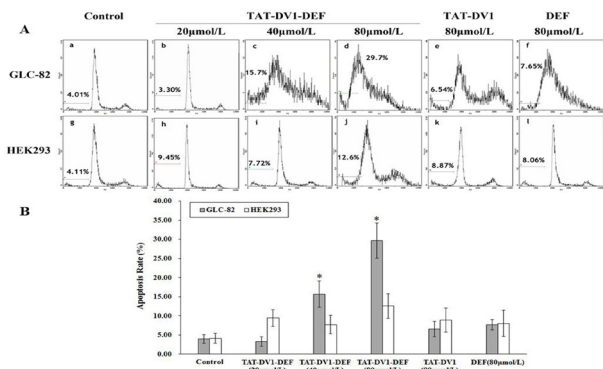 Control TAT-DV1-DEF TAT-DV1 DEF
A 20μmol/L 40μmol/L 80μmol/L 80μmol/L 80μmol/L
a b c d e f
GLC-82 4.01% 3.30% 15.7% 29.7% 6.54% 7.65%
g h i j k l
HEK293 4.11% 9.45% 7.72% 12.6% 8.87% 8.06%
B
GLC-82 HEK293
Apoptosis Rate (%)
40.00
35.00
30.00
25.00
20.00
15.00
10.00
5.00
0.00
* *
Control TAT-DV1-DEF TAT-DV1-DEF TAT-DV1-DEF TAT-DV1 DEF(80μmol/L)